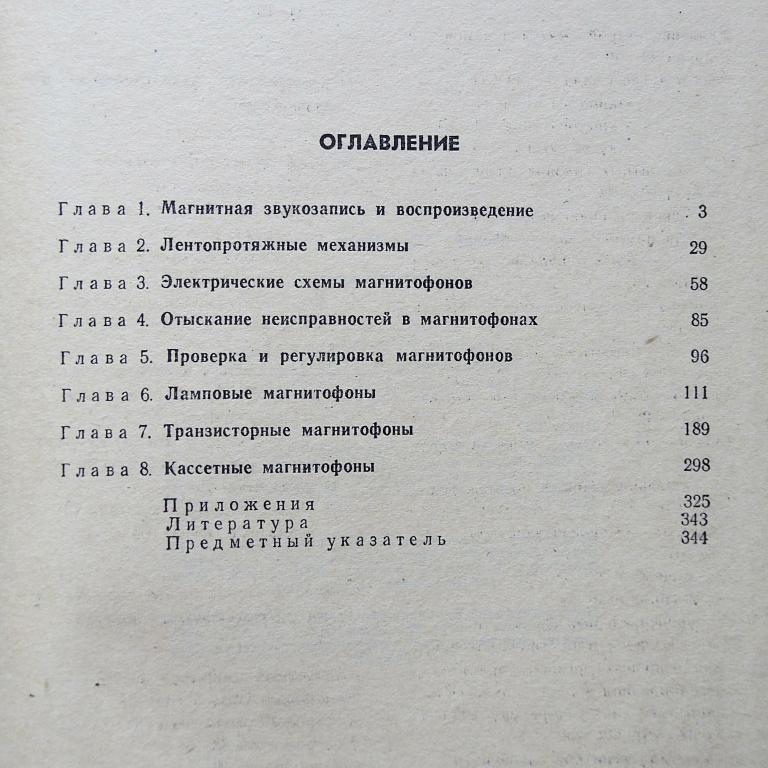 ОГЛАВЛЕНИЕ
Глава 1. Магнитная звукозапись и воспроизведение 3
Глава 2. Лентопротяжные механизмы 29
Глава 3. Электрические схемы магнитофонов 58
Глава 4. Отыскание неисправностей в магнитофонах 85
Глава 5. Проверка и регулировка магнитофонов 96
Глава 6. Ламповые магнитофоны 111
Глава 7. Транзисторные магнитофоны 189
Глава 8. Кассетные магнитофоны 298
Приложения 325
Литература 343
Предметный указатель 344